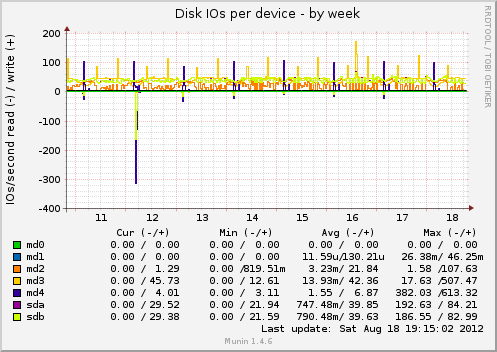 Disk IOs per device - by week
RRDTOOL / TOBI OETIKER
IOs/second read (-) / write (+)
200
100
0
-100
-200
-300
-400
11 12 13 14 15 16 17 18
Cur (-/+) Min (-/+) Avg (-/+) Max (-/+)
md0 0.00 / 0.00 0.00 / 0.00 0.00 / 0.00 0.00 / 0.00
md1 0.00 / 0.00 0.00 / 0.00 11.59u/130.21u 26.38m/ 46.25m
md2 0.00 / 1.29 0.00 /819.51m 3.23m/ 21.84 1.58 /107.63
md3 0.00 / 45.73 0.00 / 12.61 13.93m/ 42.36 17.63 /507.47
md4 0.00 / 4.01 0.00 / 3.11 1.55 / 6.87 382.03 /613.32
sda 0.00 / 29.52 0.00 / 21.94 747.48m/ 39.85 192.63 / 84.21
sdb 0.00 / 29.38 0.00 / 21.59 790.48m/ 39.63 186.55 / 82.99
Last update: Sat Aug 18 19:15:02 2012
Munin 1.4.6